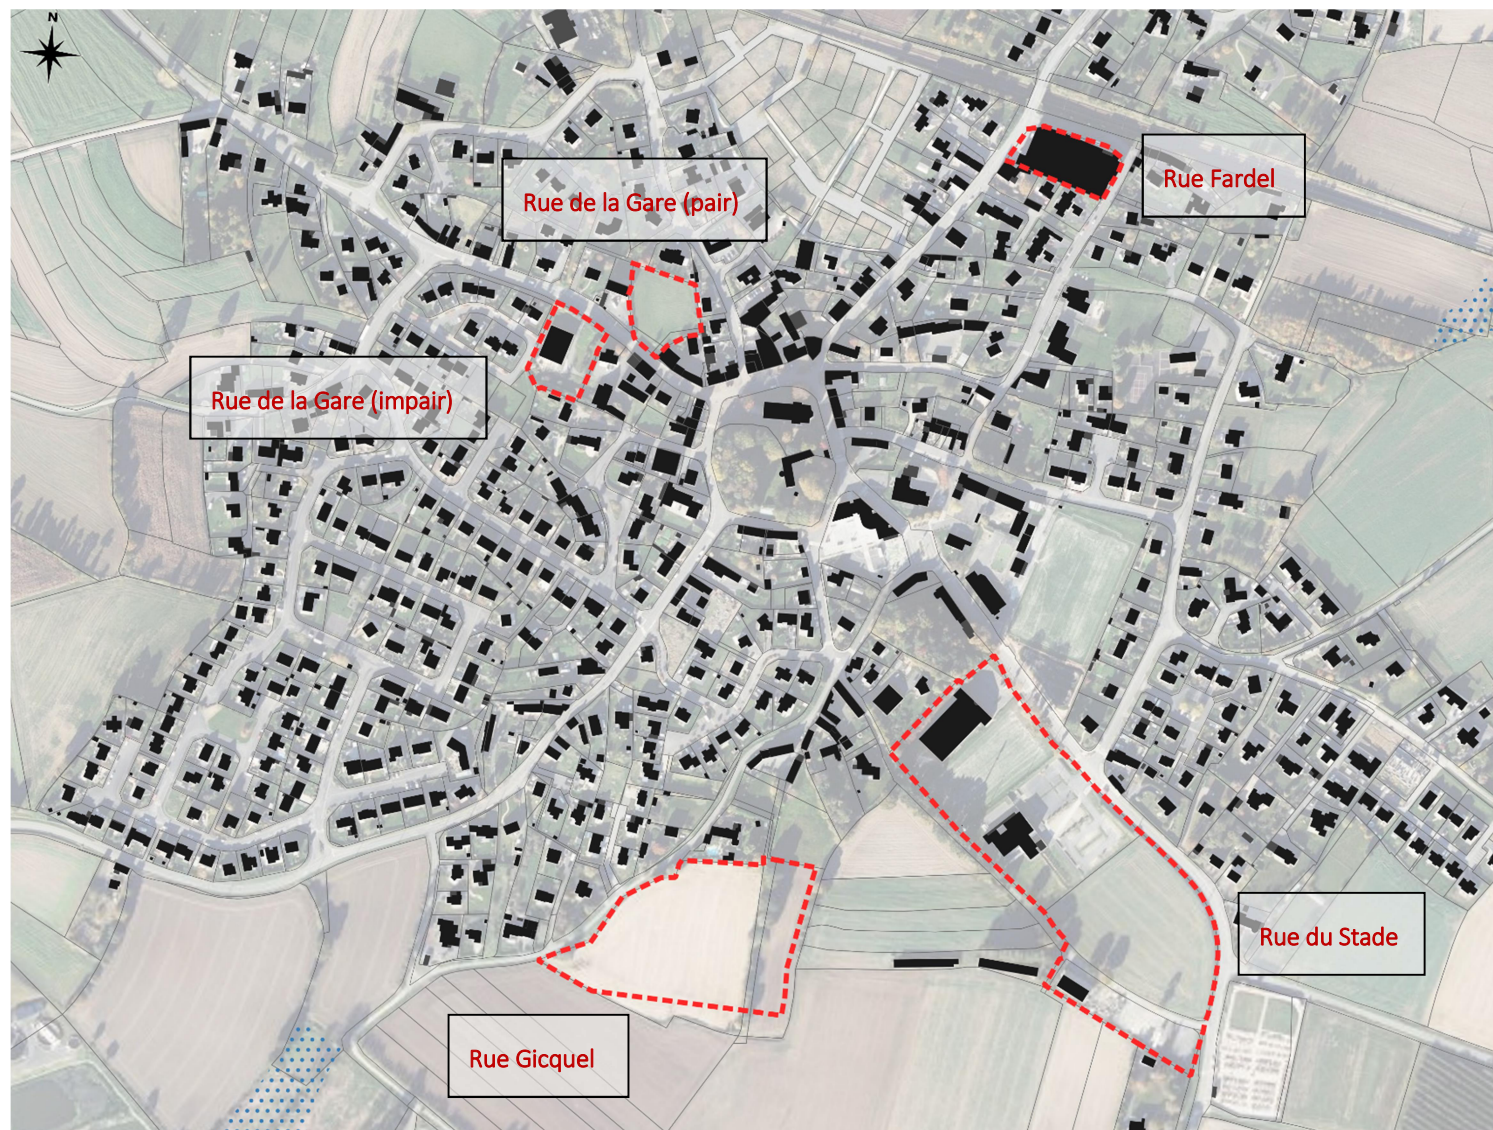 N
Rue de la Gare (pair)
Rue Fardel
Rue de la Gare (impair)
Rue du Stade
Rue Gicquel